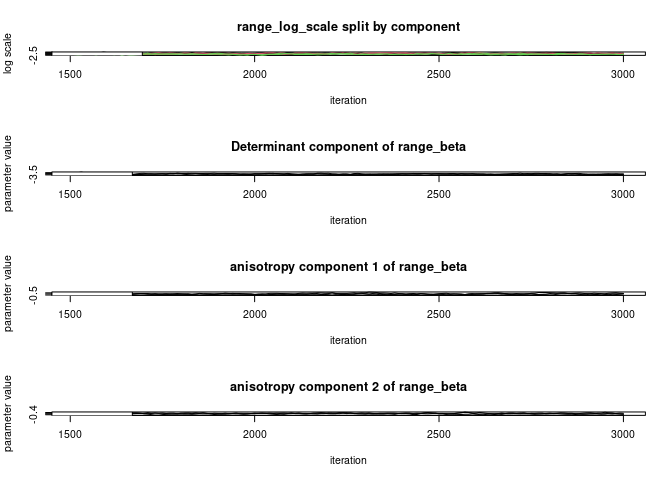 range_log_scale split by component
log scale
-2.5
1500 2000 2500 3000
iteration
Determinant component of range_beta
parameter value
-3.5
1500 2000 2500 3000
iteration
anisotropy component 1 of range_beta
parameter value
-0.5
1500 2000 2500 3000
iteration
anisotropy component 2 of range_beta
parameter value
-0.4
1500 2000 2500 3000
iteration